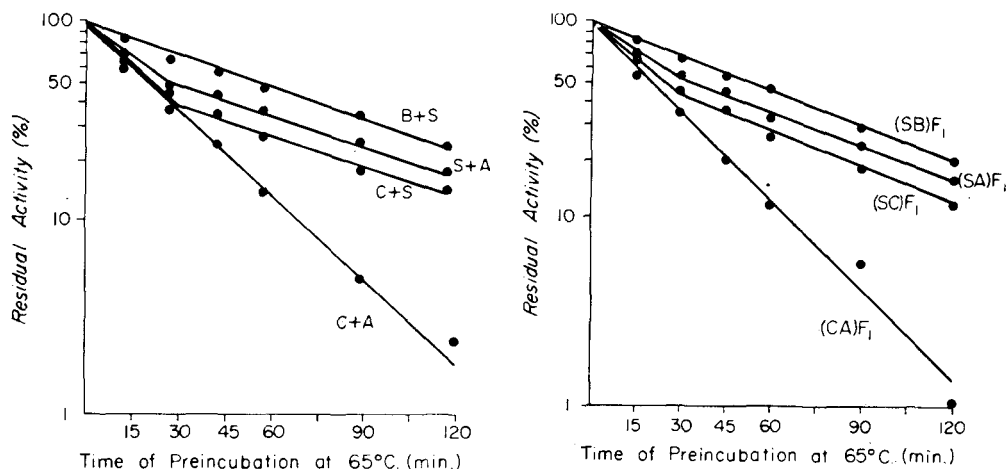 100
50
10
1
Residual Activity (%)
B+S
S+A
C+S
C+A
15 30 45 60 90 120
Time of Preincubation at 65°C. (min.)
100
50
10
1
Residual Activity (%)
(SB)F₁
(SA)F₁
(SC)F₁
(CA)F₁
15 30 45 60 90 120
Time of Preincubation at 65°C. (min.)